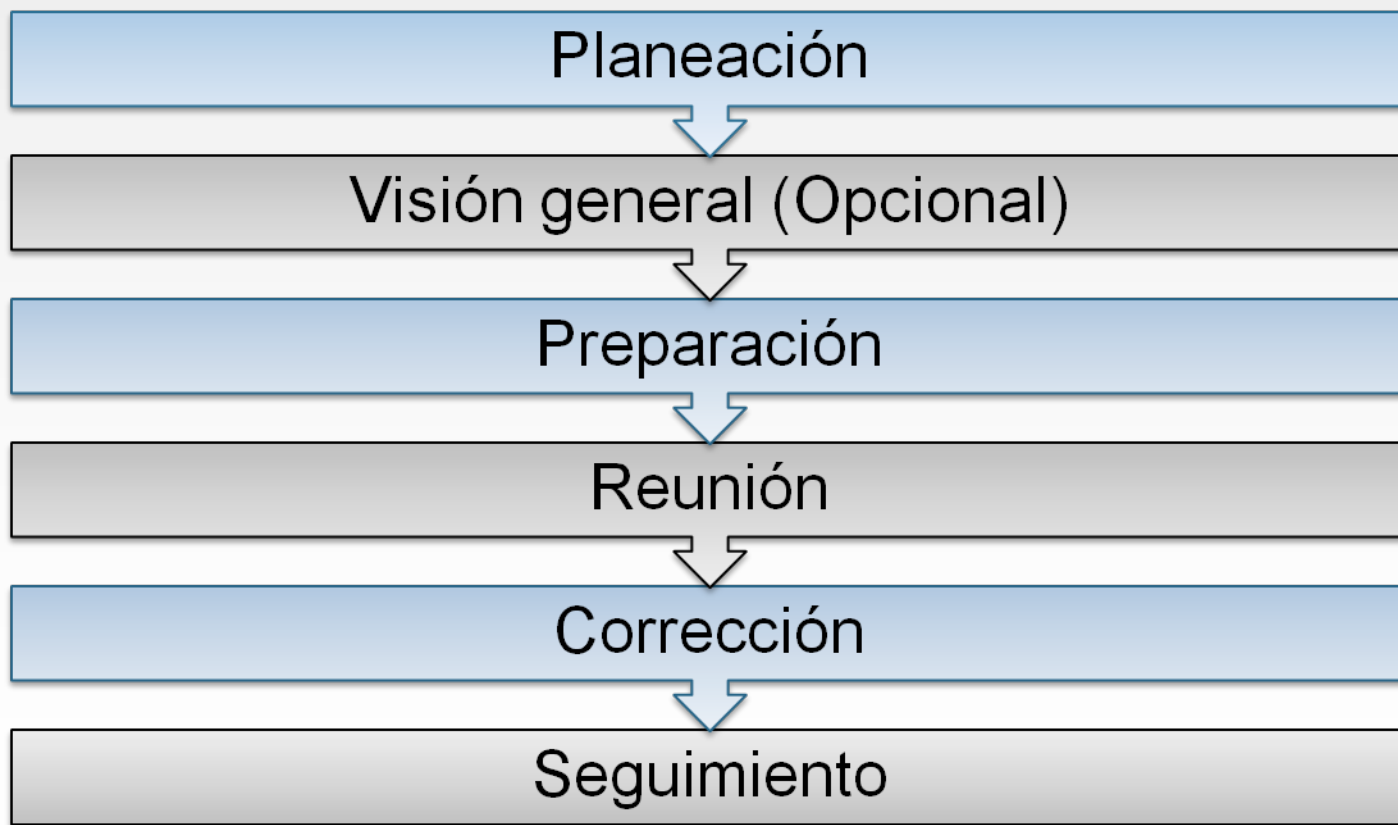 Planeación
Visión general (Opcional)
Preparación
Reunión
Corrección
Seguimiento